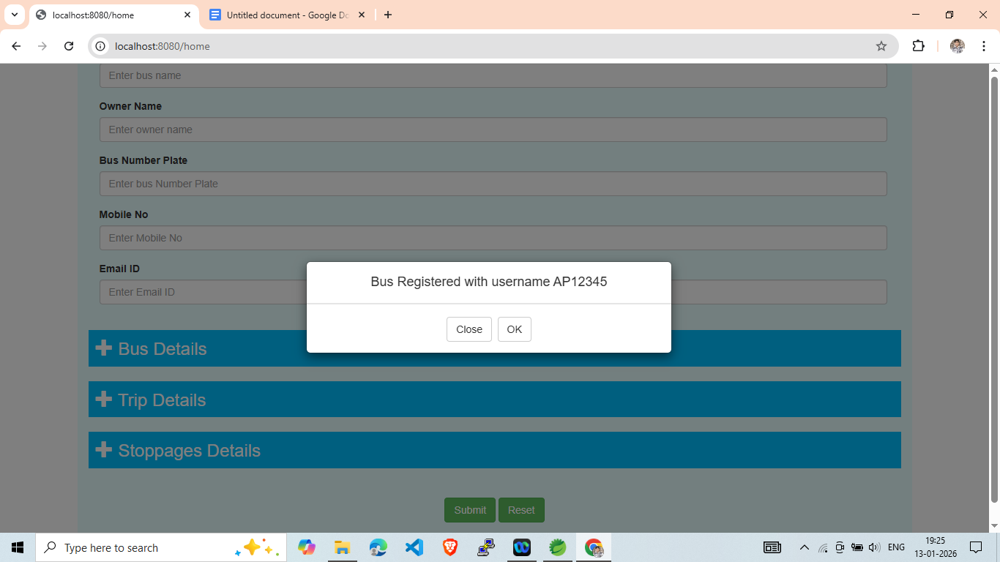 localhost:8080/home
Untitled document - Google Do
localhost:8080/home
Enter bus name
Owner Name
Enter owner name
Bus Number Plate
Enter bus Number Plate
Mobile No
Enter Mobile No
Email ID
Enter Email ID
Bus Registered with username AP12345
Close OK
Bus Details
Trip Details
Stoppages Details
Submit Reset
Type here to search
ENG
19:25
13-01-2026